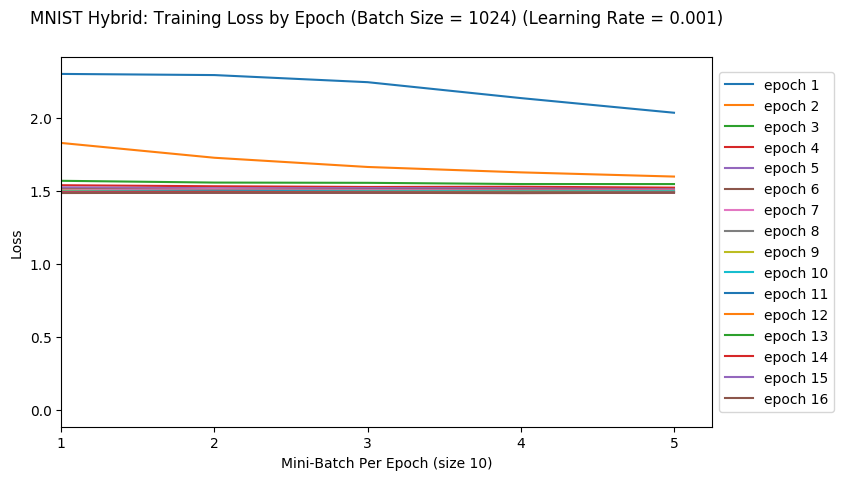 MNIST Hybrid: Training Loss by Epoch (Batch Size = 1024) (Learning Rate = 0.001)
2.0
1.5
1.0
0.5
0.0
Loss
1
2
3
4
5
Mini-Batch Per Epoch (size 10)
epoch 1
epoch 2
epoch 3
epoch 4
epoch 5
epoch 6
epoch 7
epoch 8
epoch 9
epoch 10
epoch 11
epoch 12
epoch 13
epoch 14
epoch 15
epoch 16